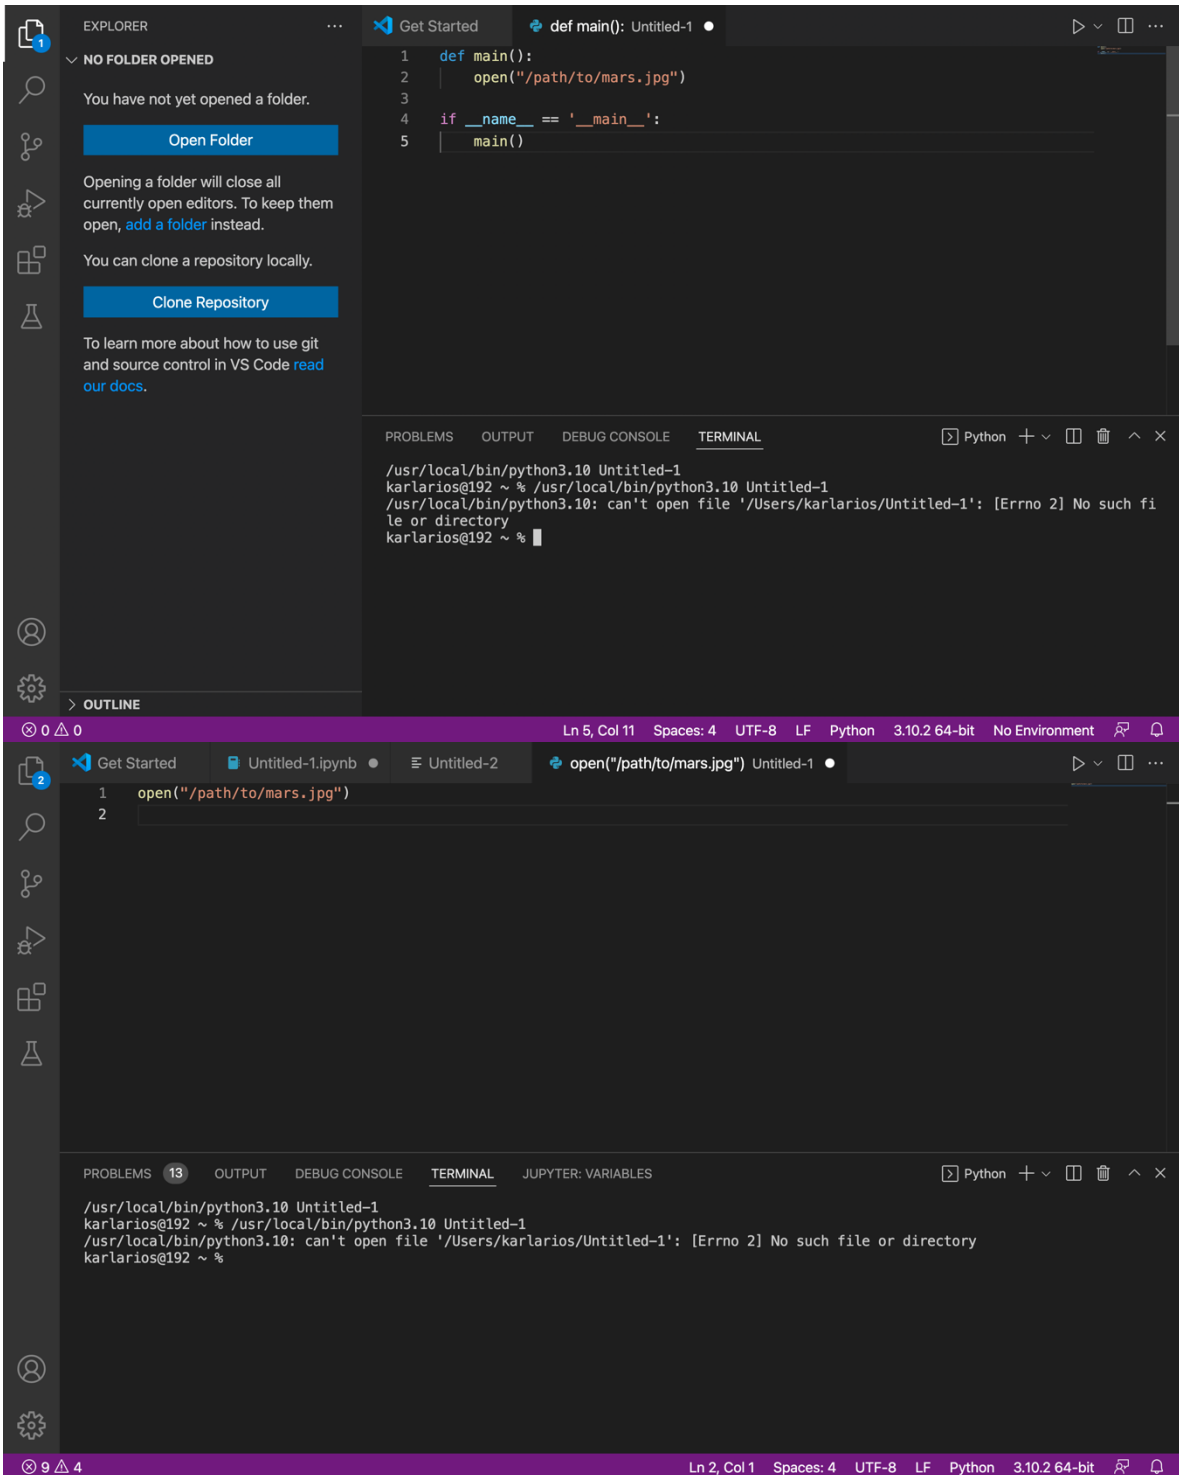 EXPLORER
Get Started
def main(): Untitled-1
1
NO FOLDER OPENED
You have not yet opened a folder.
Open Folder
Opening a folder will close all
currently open editors. To keep them
open, add a folder instead.
You can clone a repository locally.
Clone Repository
To learn more about how to use git
and source control in VS Code read
our docs.
OUTLINE
1 def main():
2 open("/path/to/mars.jpg")
3
4 if __name__ == '__main__':
5 main()
PROBLEMS OUTPUT DEBUG CONSOLE TERMINAL Python
/usr/local/bin/python3.10 Untitled-1
karlarios@192 ~ % /usr/local/bin/python3.10 Untitled-1
/usr/local/bin/python3.10: can't open file '/Users/karlarios/Untitled-1': [Errno 2] No such fi
le or directory
karlarios@192 ~ %
0 0 Ln 5, Col 11 Spaces: 4 UTF-8 LF Python 3.10.2 64-bit No Environment
2
Get Started Untitled-1.ipynb Untitled-2 open("/path/to/mars.jpg") Untitled-1
1 open("/path/to/mars.jpg")
2
PROBLEMS 13 OUTPUT DEBUG CONSOLE TERMINAL JUPYTER: VARIABLES Python
/usr/local/bin/python3.10 Untitled-1
karlarios@192 ~ % /usr/local/bin/python3.10 Untitled-1
/usr/local/bin/python3.10: can't open file '/Users/karlarios/Untitled-1': [Errno 2] No such file or directory
karlarios@192 ~ %
9 4 Ln 2, Col 1 Spaces: 4 UTF-8 LF Python 3.10.2 64-bit